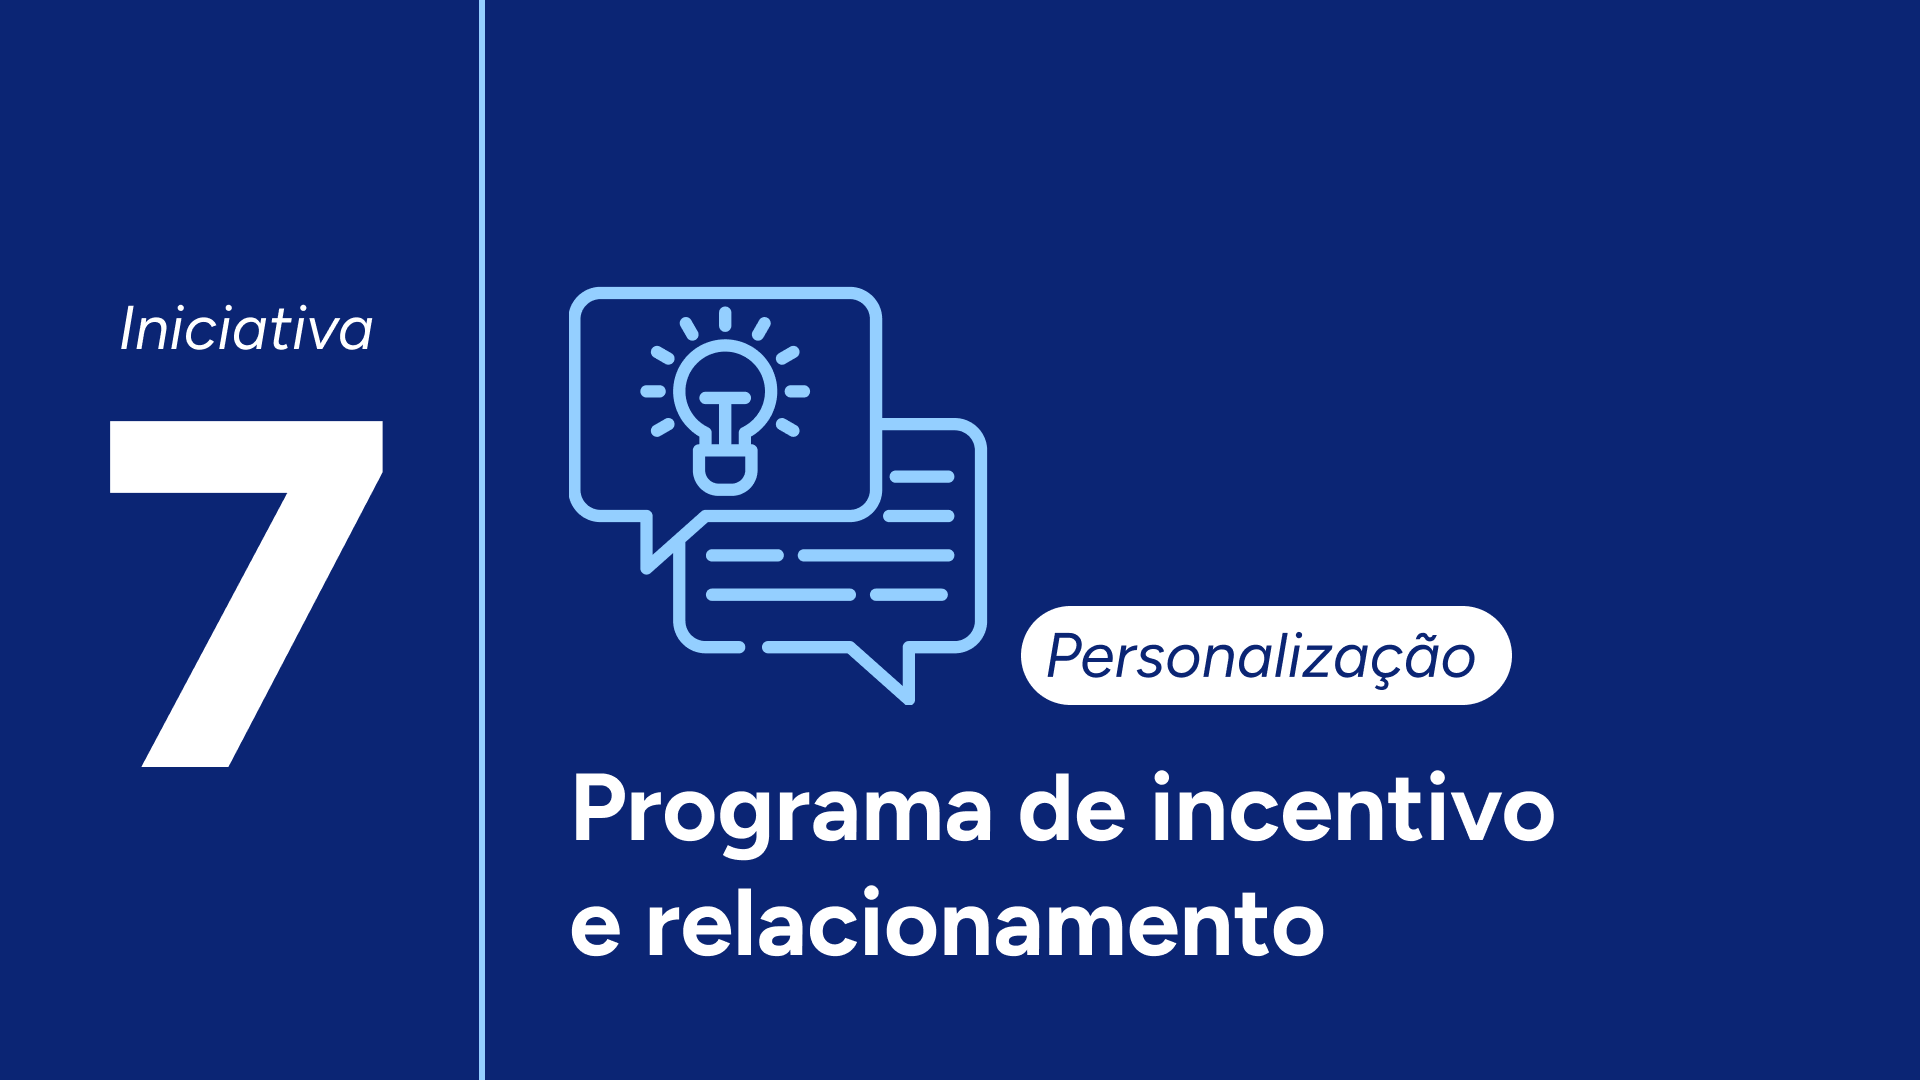 Iniciativa
7
Personalização
Programa de incentivo
e relacionamento